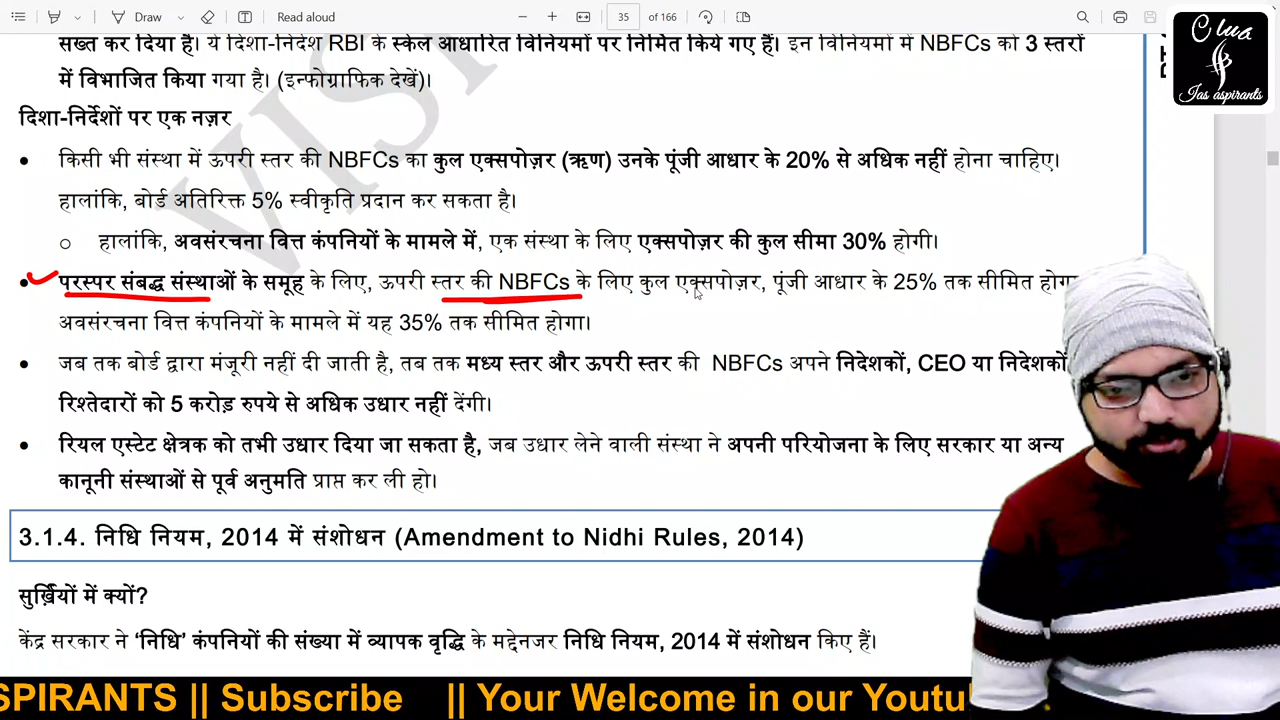 Draw
Read aloud
35
of 166
Clua
Ias aspirants
सख्त कर दिया है। ये दिशा-निर्देश RBI के स्केल आधारित विनियमों पर निर्मित किये गए हैं। इन विनियमों में NBFCs को 3 स्तरों
में विभाजित किया गया है। (इन्फोग्राफिक देखें)।
दिशा-निर्देशों पर एक नज़र
• किसी भी संस्था में ऊपरी स्तर की NBFCs का कुल एक्सपोज़र (ऋण) उनके पूंजी आधार के 20% से अधिक नहीं होना चाहिए।
हालांकि, बोर्ड अतिरिक्त 5% स्वीकृति प्रदान कर सकता है।
o हालांकि, अवसंरचना वित्त कंपनियों के मामले में, एक संस्था के लिए एक्सपोज़र की कुल सीमा 30% होगी।
• परस्पर संबद्ध संस्थाओं के समूह के लिए, ऊपरी स्तर की NBFCs के लिए कुल एक्सपोज़र, पूंजी आधार के 25% तक सीमित होगा
अवसंरचना वित्त कंपनियों के मामले में यह 35% तक सीमित होगा।
• जब तक बोर्ड द्वारा मंजूरी नहीं दी जाती है, तब तक मध्य स्तर और ऊपरी स्तर की NBFCs अपने निदेशकों, CEO या निदेशकों
रिश्तेदारों को 5 करोड़ रुपये से अधिक उधार नहीं देंगी।
• रियल एस्टेट क्षेत्रक को तभी उधार दिया जा सकता है, जब उधार लेने वाली संस्था ने अपनी परियोजना के लिए सरकार या अन्य
कानूनी संस्थाओं से पूर्व अनुमति प्राप्त कर ली हो।
3.1.4. निधि नियम, 2014 में संशोधन (Amendment to Nidhi Rules, 2014)
सुर्ख़ियों में क्यों?
केंद्र सरकार ने ‘निधि’ कंपनियों की संख्या में व्यापक वृद्धि के मद्देनजर निधि नियम, 2014 में संशोधन किए हैं।
SPIRANTS || Subscribe || Your Welcome in our Youtu